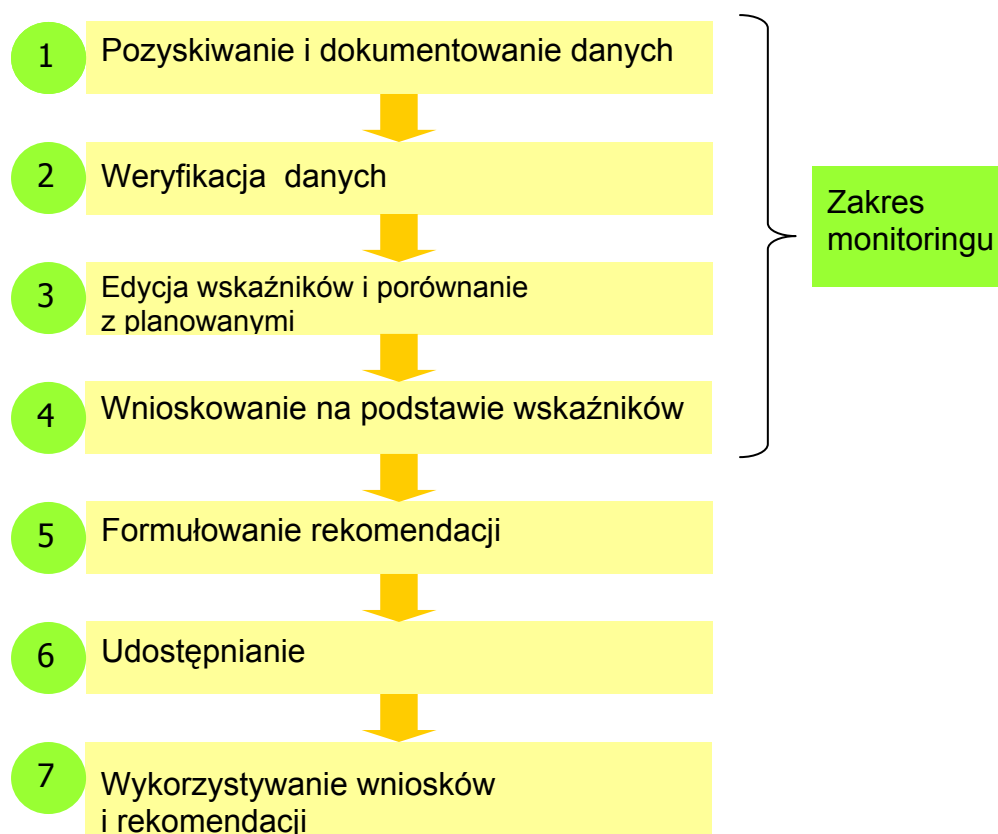 1
Pozyskiwanie i dokumentowanie danych
2
Weryfikacja danych
3
Edycja wskaźników i porównanie
z planowanymi
4
Wnioskowanie na podstawie wskaźników
Zakres
monitoringu
5
Formułowanie rekomendacji
6
Udostępnianie
7
Wykorzystywanie wniosków
i rekomendacji